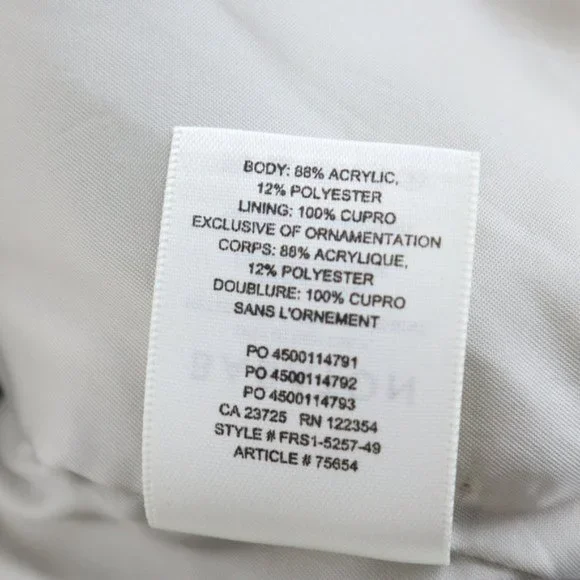 BODY: 88% ACRYLIC,
12% POLYESTER
LINING: 100% CUPRO
EXCLUSIVE OF ORNAMENTATION
CORPS: 88% ACRYLIQUE,
12% POLYESTER
DOUBLURE: 100% CUPRO
SANS L'ORNEMENT
PO 4500114791
PO 4500114792
PO 4500114793
CA 23725 RN 122354
STYLE # FRS1-5257-49
ARTICLE # 75654